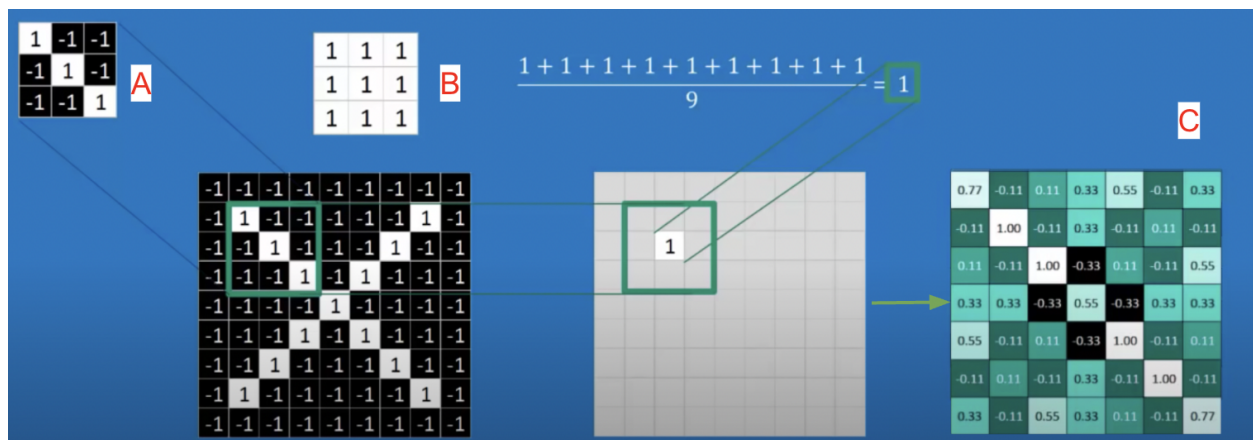 1 -1 -1
-1 1 -1
-1 -1 1
A
1 1 1
1 1 1
1 1 1
B
1 + 1 + 1 + 1 + 1 + 1 + 1 + 1 + 1
9
= 1
C
-1 -1 -1 -1 -1 -1 -1 -1 -1
-1 1 -1 -1 -1 -1 -1 1 -1
-1 -1 1 -1 -1 -1 1 -1 -1
-1 -1 -1 1 -1 1 -1 -1 -1
-1 -1 -1 -1 1 -1 -1 -1 -1
-1 -1 -1 1 -1 1 -1 -1 -1
-1 -1 1 -1 -1 -1 1 -1 -1
-1 1 -1 -1 -1 -1 -1 1 -1
-1 -1 -1 -1 -1 -1 -1 -1 -1
1
0.77 -0.11 0.11 0.33 0.55 -0.11 0.33
-0.11 1.00 -0.11 0.33 -0.11 0.11 -0.11
0.11 -0.11 1.00 -0.33 0.11 -0.11 0.55
0.33 0.33 -0.33 0.55 -0.33 0.33 0.33
0.55 -0.11 0.11 -0.33 1.00 -0.11 0.11
-0.11 0.11 -0.11 0.33 -0.11 1.00 -0.11
0.33 -0.11 0.55 0.33 0.11 -0.11 0.77